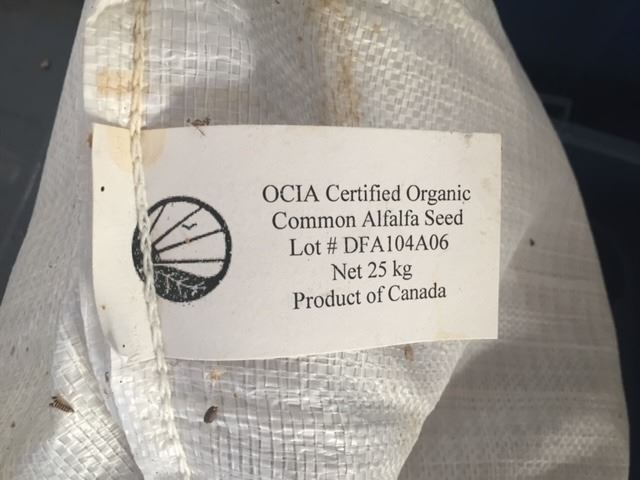 OCIA Certified Organic
Common Alfalfa Seed
Lot # DFA104A06
Net 25 kg
Product of Canada